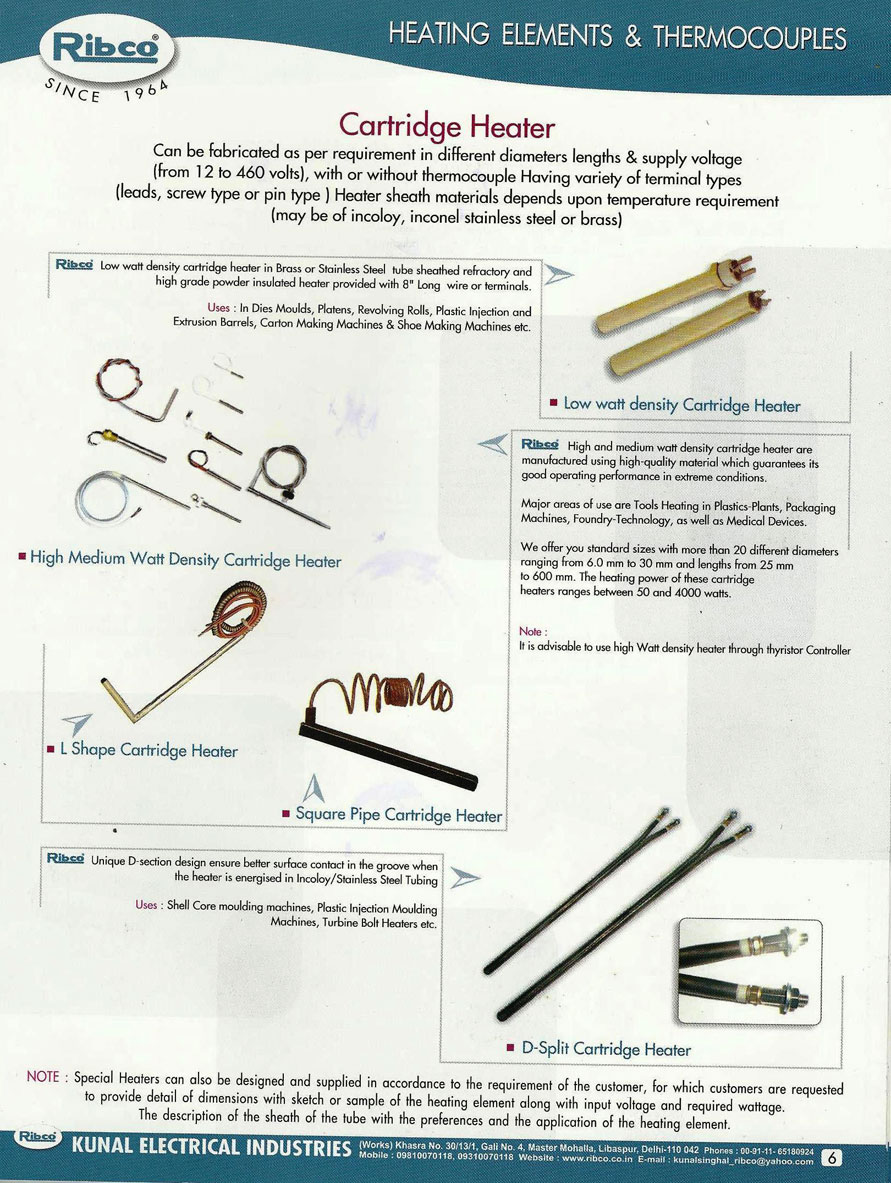 Ribco®
SINCE 1964
HEATING ELEMENTS & THERMOCOUPLES
Cartridge Heater
Can be fabricated as per requirement in different diameters lengths & supply voltage
(from 12 to 460 volts), with or without thermocouple Having variety of terminal types
(leads, screw type or pin type ) Heater sheath materials depends upon temperature requirement
(may be of incoloy, inconel stainless steel or brass)
Ribco Low watt density cartridge heater in Brass or Stainless Steel tube sheathed refractory and
high grade powder insulated heater provided with 8" Long wire or terminals.
Uses : In Dies Moulds, Platens, Revolving Rolls, Plastic Injection and
Extrusion Barrels, Carton Making Machines & Shoe Making Machines etc.
Low watt density Cartridge Heater
Ribco High and medium watt density cartridge heater are
manufactured using high-quality material which guarantees its
good operating performance in extreme conditions.
Major areas of use are Tools Heating in Plastics-Plants, Packaging
Machines, Foundry-Technology, as well as Medical Devices.
We offer you standard sizes with more than 20 different diameters
ranging from 6.0 mm to 30 mm and lengths from 25 mm
to 600 mm. The heating power of these cartridge
heaters ranges between 50 and 4000 watts.
Note :
It is advisable to use high Watt density heater through thyristor Controller
High Medium Watt Density Cartridge Heater
L Shape Cartridge Heater
Square Pipe Cartridge Heater
Ribco Unique D-section design ensure better surface contact in the groove when
the heater is energised in Incoloy/Stainless Steel Tubing
Uses : Shell Core moulding machines, Plastic Injection Moulding
Machines, Turbine Bolt Heaters etc.
D-Split Cartridge Heater
NOTE : Special Heaters can also be designed and supplied in accordance to the requirement of the customer, for which customers are requested
to provide detail of dimensions with sketch or sample of the heating element along with input voltage and required wattage.
The description of the sheath of the tube with the preferences and the application of the heating element.
Ribco
KUNAL ELECTRICAL INDUSTRIES
(Works) Khasra No. 30/13/1, Gali No. 4, Master Mohalla, Libaspur, Delhi-110 042 Phones : 00-91-11- 65180924
Mobile : 09810070118, 09310070118 Website : www.ribco.co.in E-mail : kunalsinghal_ribco@yahoo.com
6